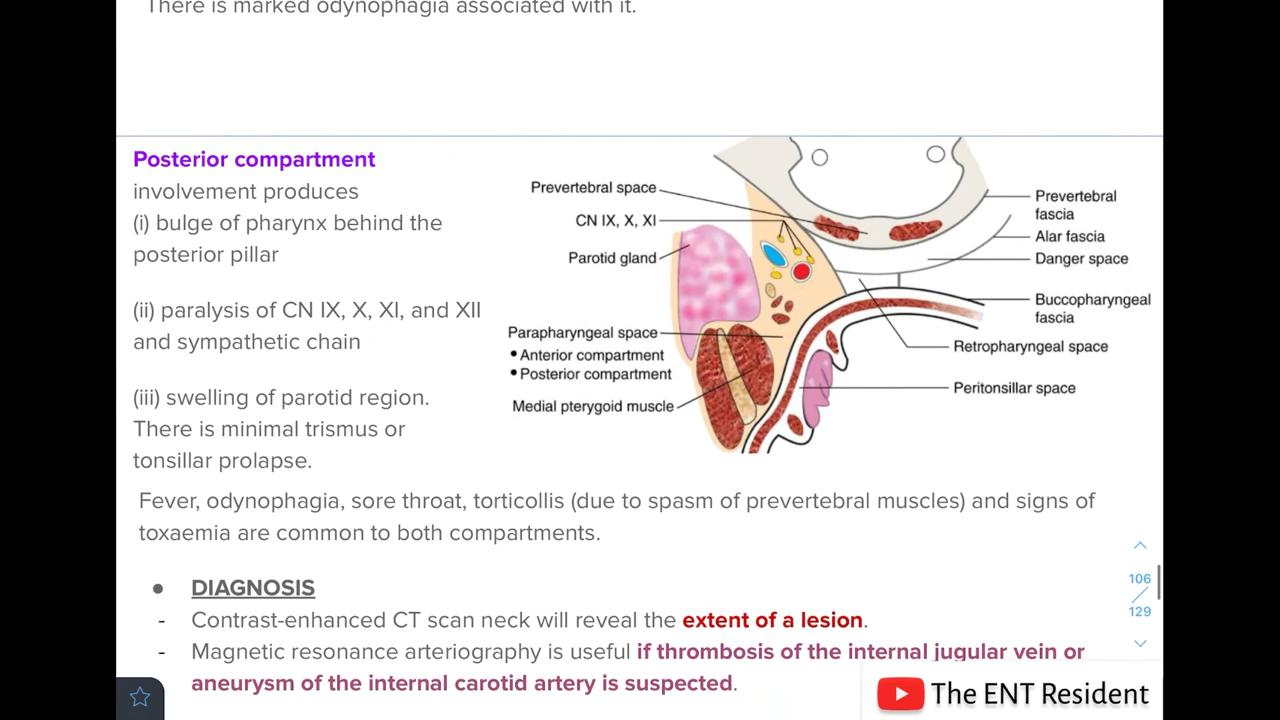 There is marked odynophagia associated with it.
Posterior compartment
involvement produces
(i) bulge of pharynx behind the
posterior pillar
(ii) paralysis of CN IX, X, XI, and XII
and sympathetic chain
(iii) swelling of parotid region.
There is minimal trismus or
tonsillar prolapse.
Prevertebral space
CN IX, X, XI
Parotid gland
Parapharyngeal space
• Anterior compartment
• Posterior compartment
Medial pterygoid muscle
Prevertebral
fascia
Alar fascia
Danger space
Buccopharyngeal
fascia
Retropharyngeal space
Peritonsillar space
Fever, odynophagia, sore throat, torticollis (due to spasm of prevertebral muscles) and signs of
toxaemia are common to both compartments.
● DIAGNOSIS
- Contrast-enhanced CT scan neck will reveal the extent of a lesion.
- Magnetic resonance arteriography is useful if thrombosis of the internal jugular vein or
aneurysm of the internal carotid artery is suspected.
106
129
The ENT Resident